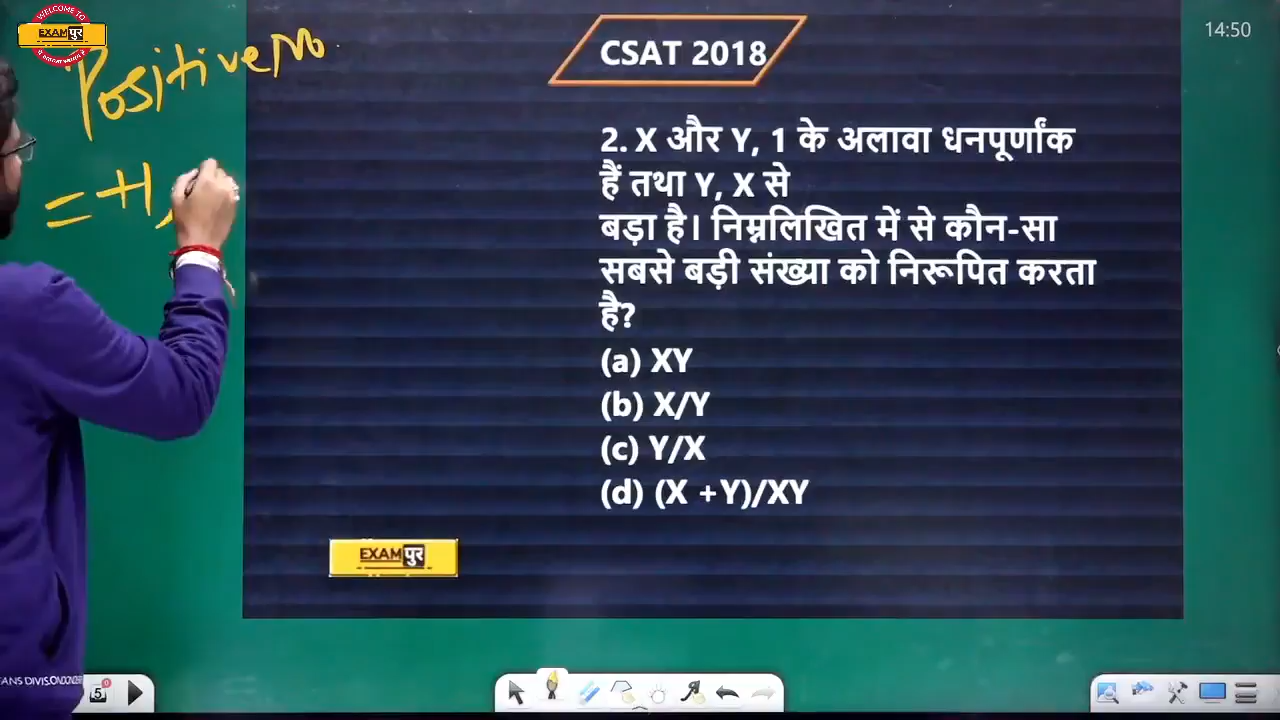 WELCOME TO
EXAMपुर
Positive No
= +1,
CSAT 2018
14:50
2. X और Y, 1 के अलावा धनपूर्णांक
हैं तथा Y, X से
बड़ा है। निम्नलिखित में से कौन-सा
सबसे बड़ी संख्या को निरूपित करता
है?
(a) XY
(b) X/Y
(c) Y/X
(d) (X +Y)/XY
EXAMपुर
5